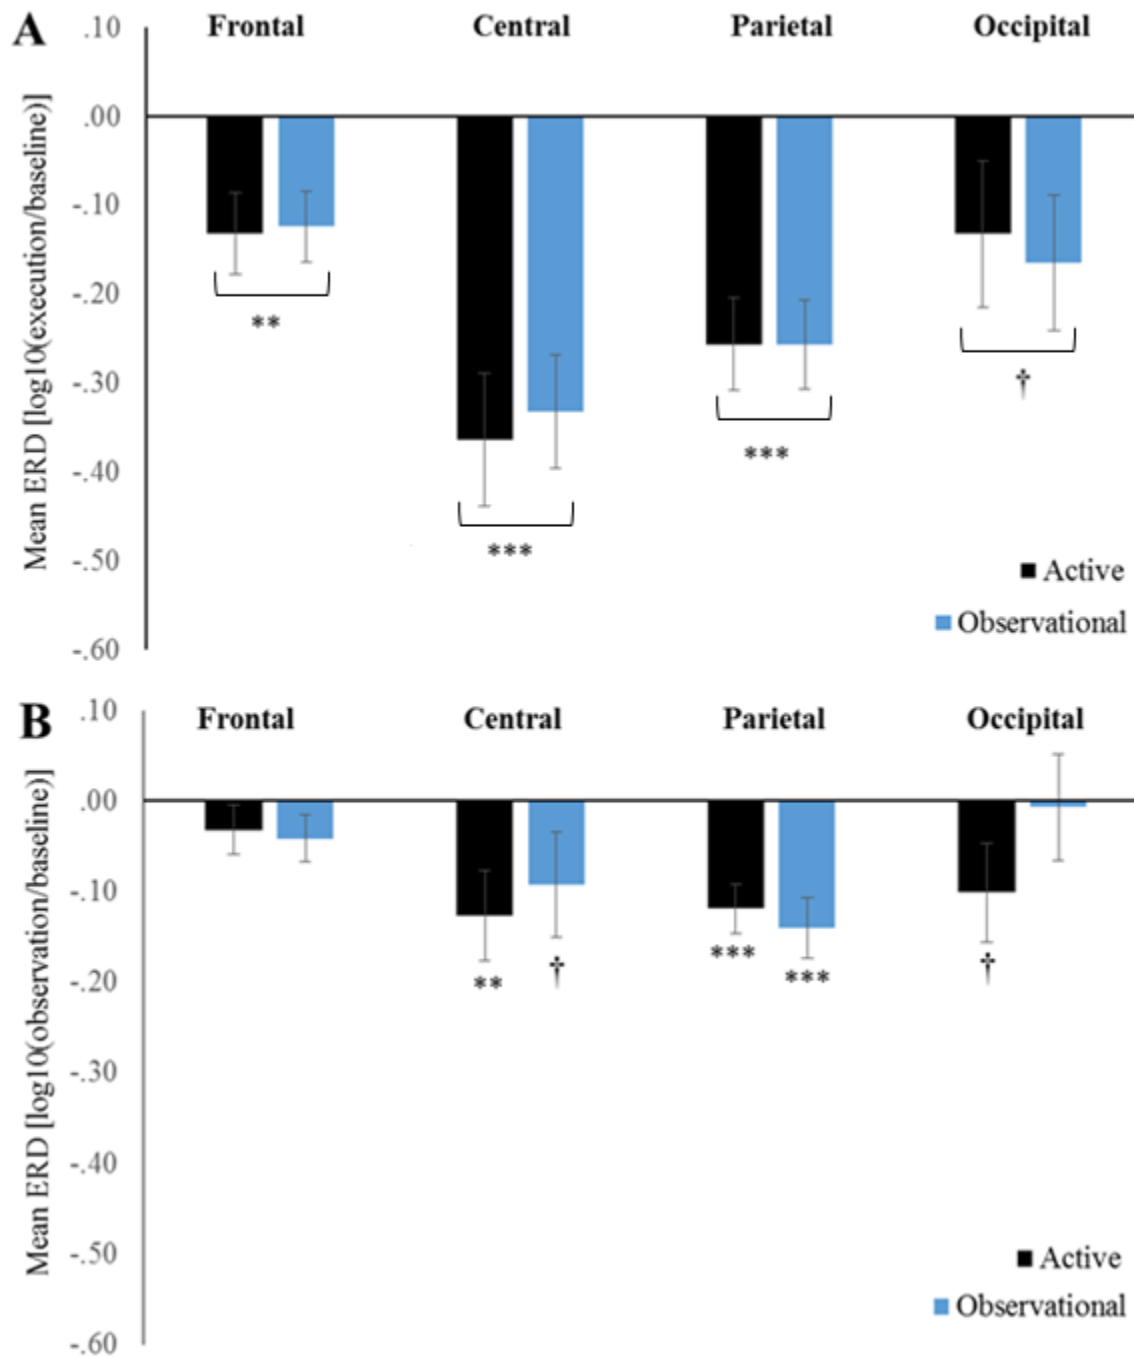 A
Frontal Central Parietal Occipital
.10
.00
-.10
-.20
-.30
-.40
-.50
-.60
Mean ERD [log10(execution/baseline)]
**
***
***
†
Active
Observational
B
Frontal Central Parietal Occipital
.10
.00
-.10
-.20
-.30
-.40
-.50
-.60
Mean ERD [log10(observation/baseline)]
**
†
***
***
†
Active
Observational